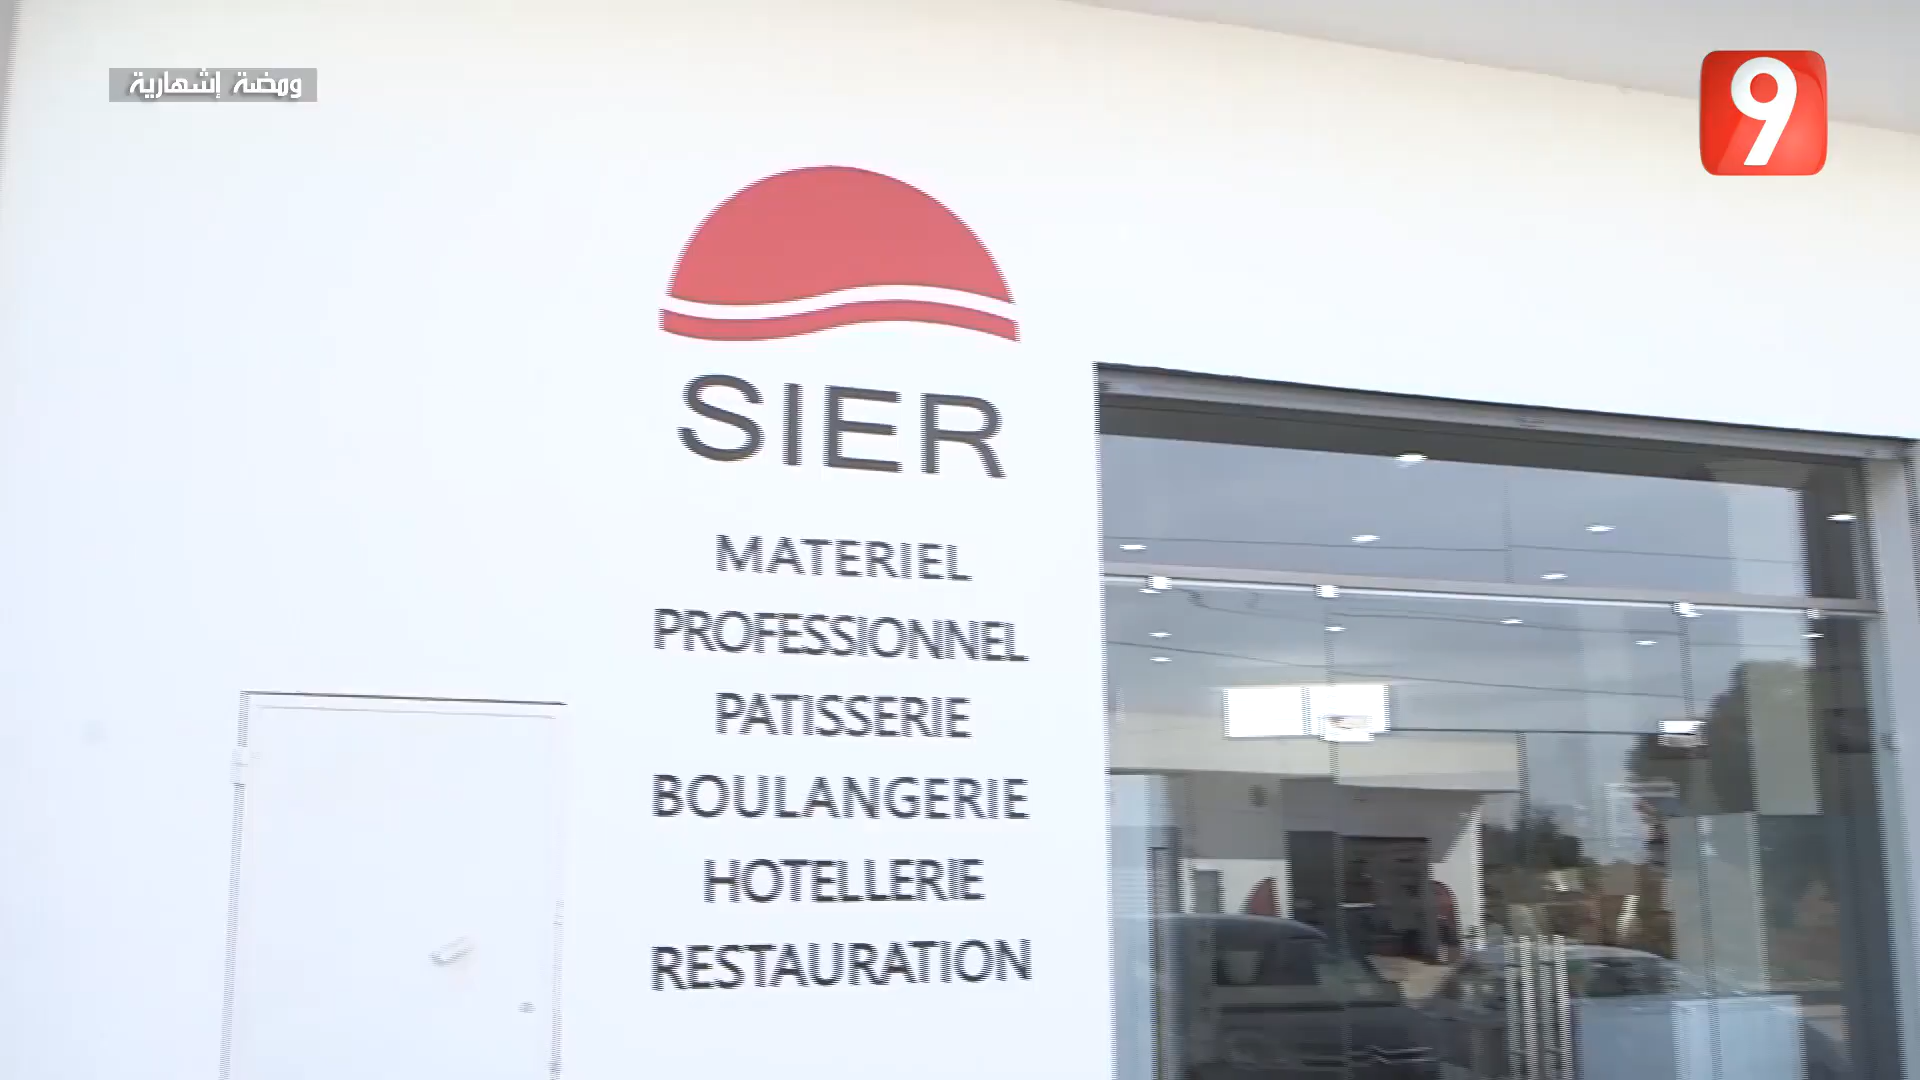 ومضة إشهارية
9
SIER
MATERIEL
PROFESSIONNEL
PATISSERIE
BOULANGERIE
HOTELLERIE
RESTAURATION